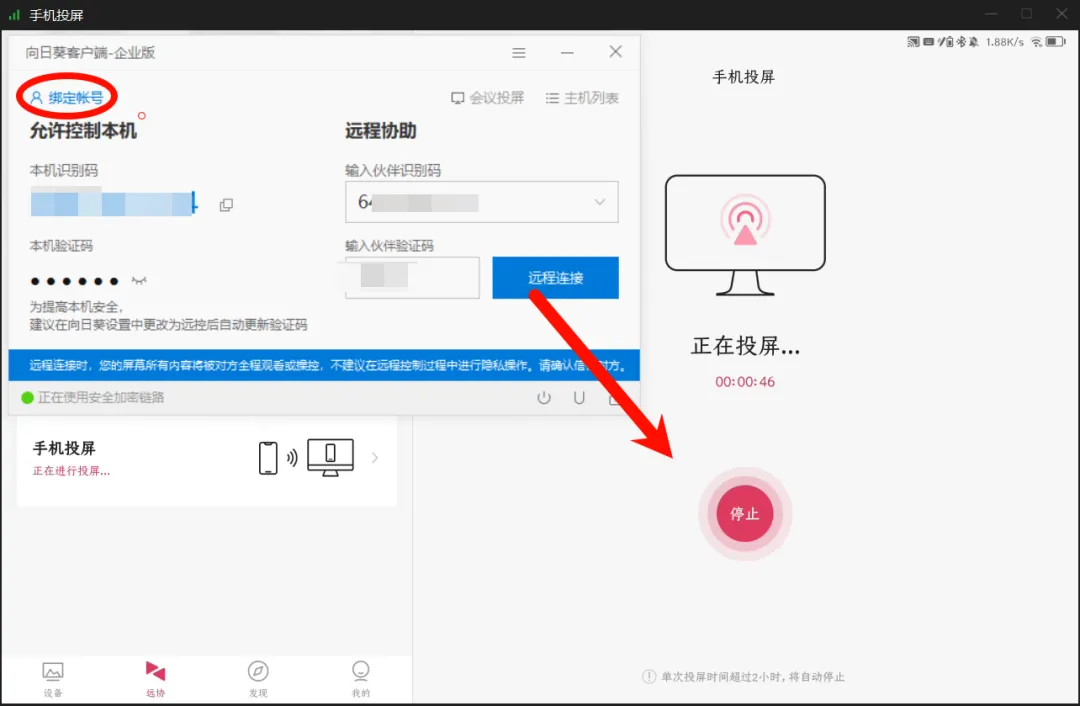 手机投屏
向日葵客户端-企业版
1.88K/s
手机投屏
绑定帐号
会议投屏
主机列表
允许控制本机
远程协助
本机识别码
输入伙伴识别码
64
本机验证码
输入伙伴验证码
远程连接
为提高本机安全，
建议在向日葵设置中更改为远控后自动更新验证码
正在投屏...
00:00:46
远程连接时，您的屏幕所有内容将被对方全程观看或操控，不建议在远程控制过程中进行隐私操作。请确认信 对方。
正在使用安全加密链路
手机投屏
正在进行投屏...
停止
单次投屏时间超过2小时,将自动停止
设备
远协
发现
我的